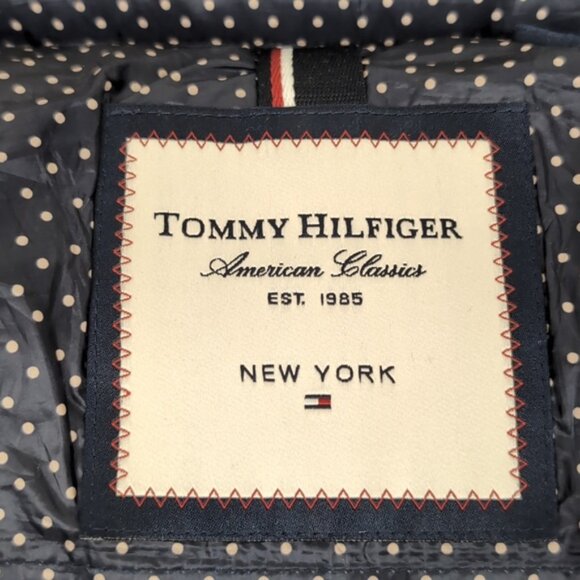 TOMMY HILFIGER
American Classics
EST. 1985
NEW YORK